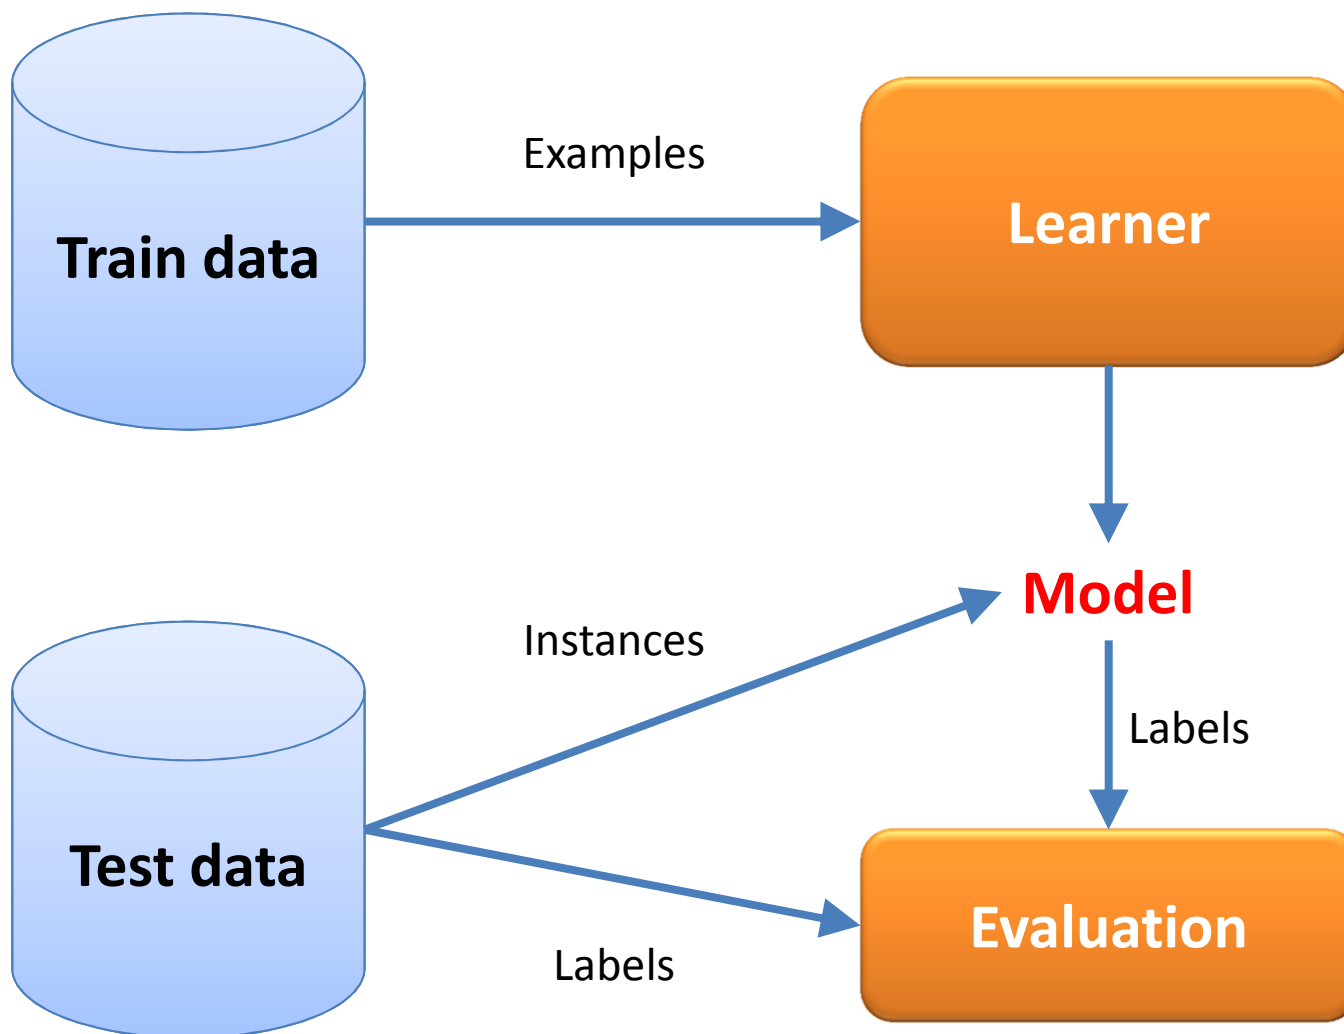 Examples
Train data
Learner
Model
Instances
Labels
Test data
Evaluation
Labels